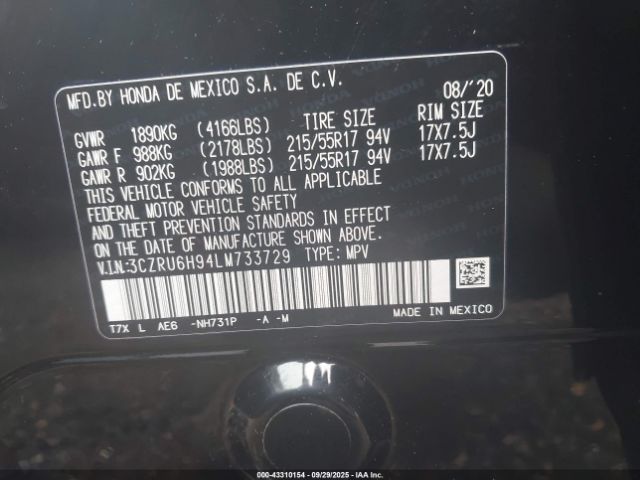 MFD.BY HONDA DE MEXICO S.A. DE C.V. 08/'20
TIRE SIZE RIM SIZE
GVWR 1890KG (4166LBS)
GAWR F 988KG (2178LBS) 215/55R17 94V 17X7.5J
GAWR R 902KG (1988LBS) 215/55R17 94V 17X7.5J
THIS VEHICLE CONFORMS TO ALL APPLICABLE
FEDERAL MOTOR VEHICLE SAFETY
AND THEFT PREVENTION STANDARDS IN EFFECT
ON THE DATE OF MANUFACTURE SHOWN ABOVE.
V.I.N.:3CZRU6H94LM733729 TYPE: MPV
T7X L AE6 -NH731P -A -M
MADE IN MEXICO
000-43310154 - 09/29/2025 - IAA Inc.